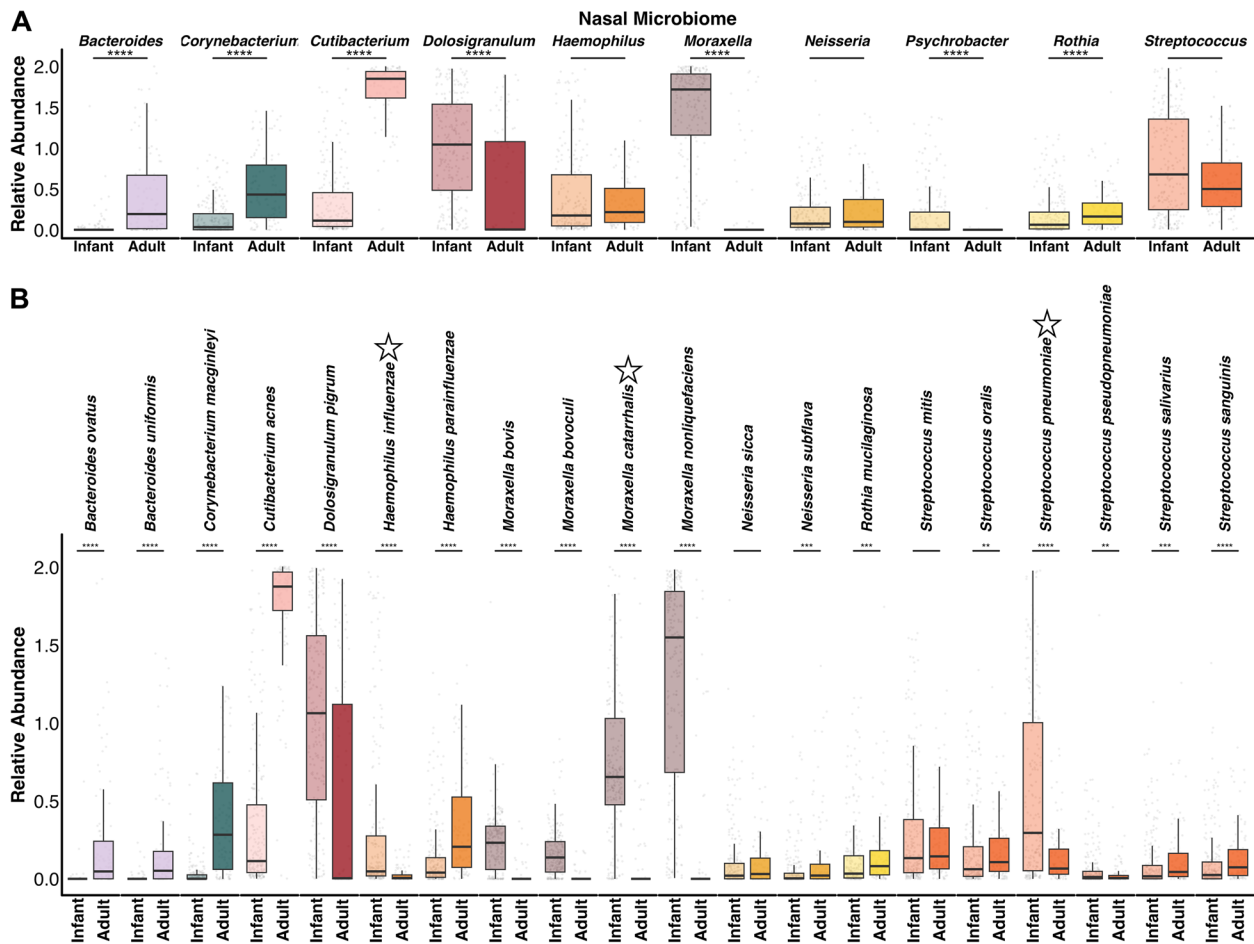 A
Nasal Microbiome
Bacteroides Corynebacterium Cutibacterium Dolosigranulum Haemophilus Moraxella Neisseria Psychrobacter Rothia Streptococcus
**** **** **** **** **** **** ****
Relative Abundance
2.0
1.5
1.0
0.5
0.0
Infant Adult Infant Adult Infant Adult Infant Adult Infant Adult Infant Adult Infant Adult Infant Adult Infant Adult Infant Adult
B
Bacteroides ovatus
Bacteroides uniformis
Corynebacterium macginleyi
Cutibacterium acnes
Dolosigranulum pigrum
Haemophilus influenzae
Haemophilus parainfluenzae
Moraxella bovis
Moraxella bovoculi
Moraxella catarrhalis
Moraxella nonliquefaciens
Neisseria sicca
Neisseria subflava
Rothia mucilaginosa
Streptococcus mitis
Streptococcus oralis
Streptococcus pneumoniae
Streptococcus pseudopneumoniae
Streptococcus salivarius
Streptococcus sanguinis
**** **** **** **** **** **** **** **** **** **** **** *** *** ** **** ** *** ****
Relative Abundance
2.0
1.5
1.0
0.5
0.0
Infant Adult Infant Adult Infant Adult Infant Adult Infant Adult Infant Adult Infant Adult Infant Adult Infant Adult Infant Adult Infant Adult Infant Adult Infant Adult Infant Adult Infant Adult Infant Adult Infant Adult Infant Adult Infant Adult Infant Adult